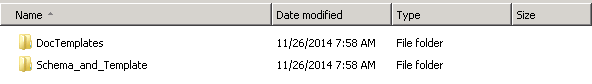 Name Date modified Type Size
DocTemplates 11/26/2014 7:58 AM File folder
Schema_and_Template 11/26/2014 7:58 AM File folder